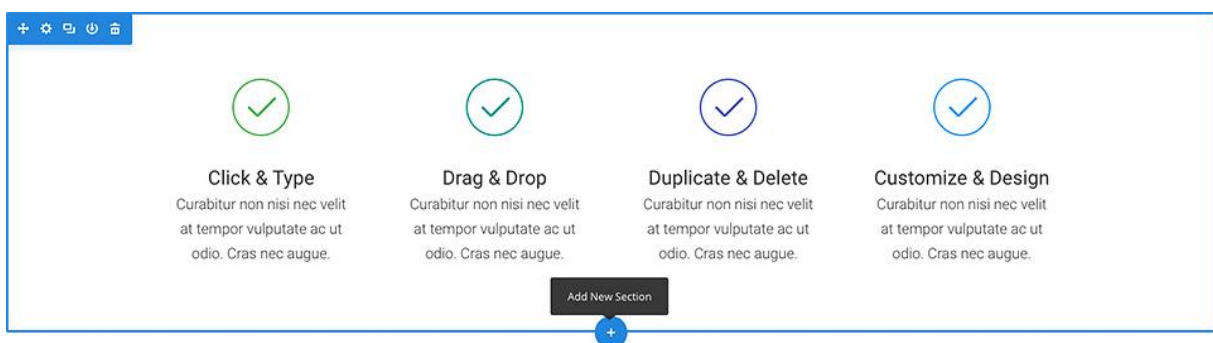 Click & Type
Curabitur non nisi nec velit
at tempor vulputate ac ut
odio. Cras nec augue.
Drag & Drop
Curabitur non nisi nec velit
at tempor vulputate ac ut
odio. Cras nec augue.
Duplicate & Delete
Curabitur non nisi nec velit
at tempor vulputate ac ut
odio. Cras nec augue.
Customize & Design
Curabitur non nisi nec velit
at tempor vulputate ac ut
odio. Cras nec augue.
Add New Section